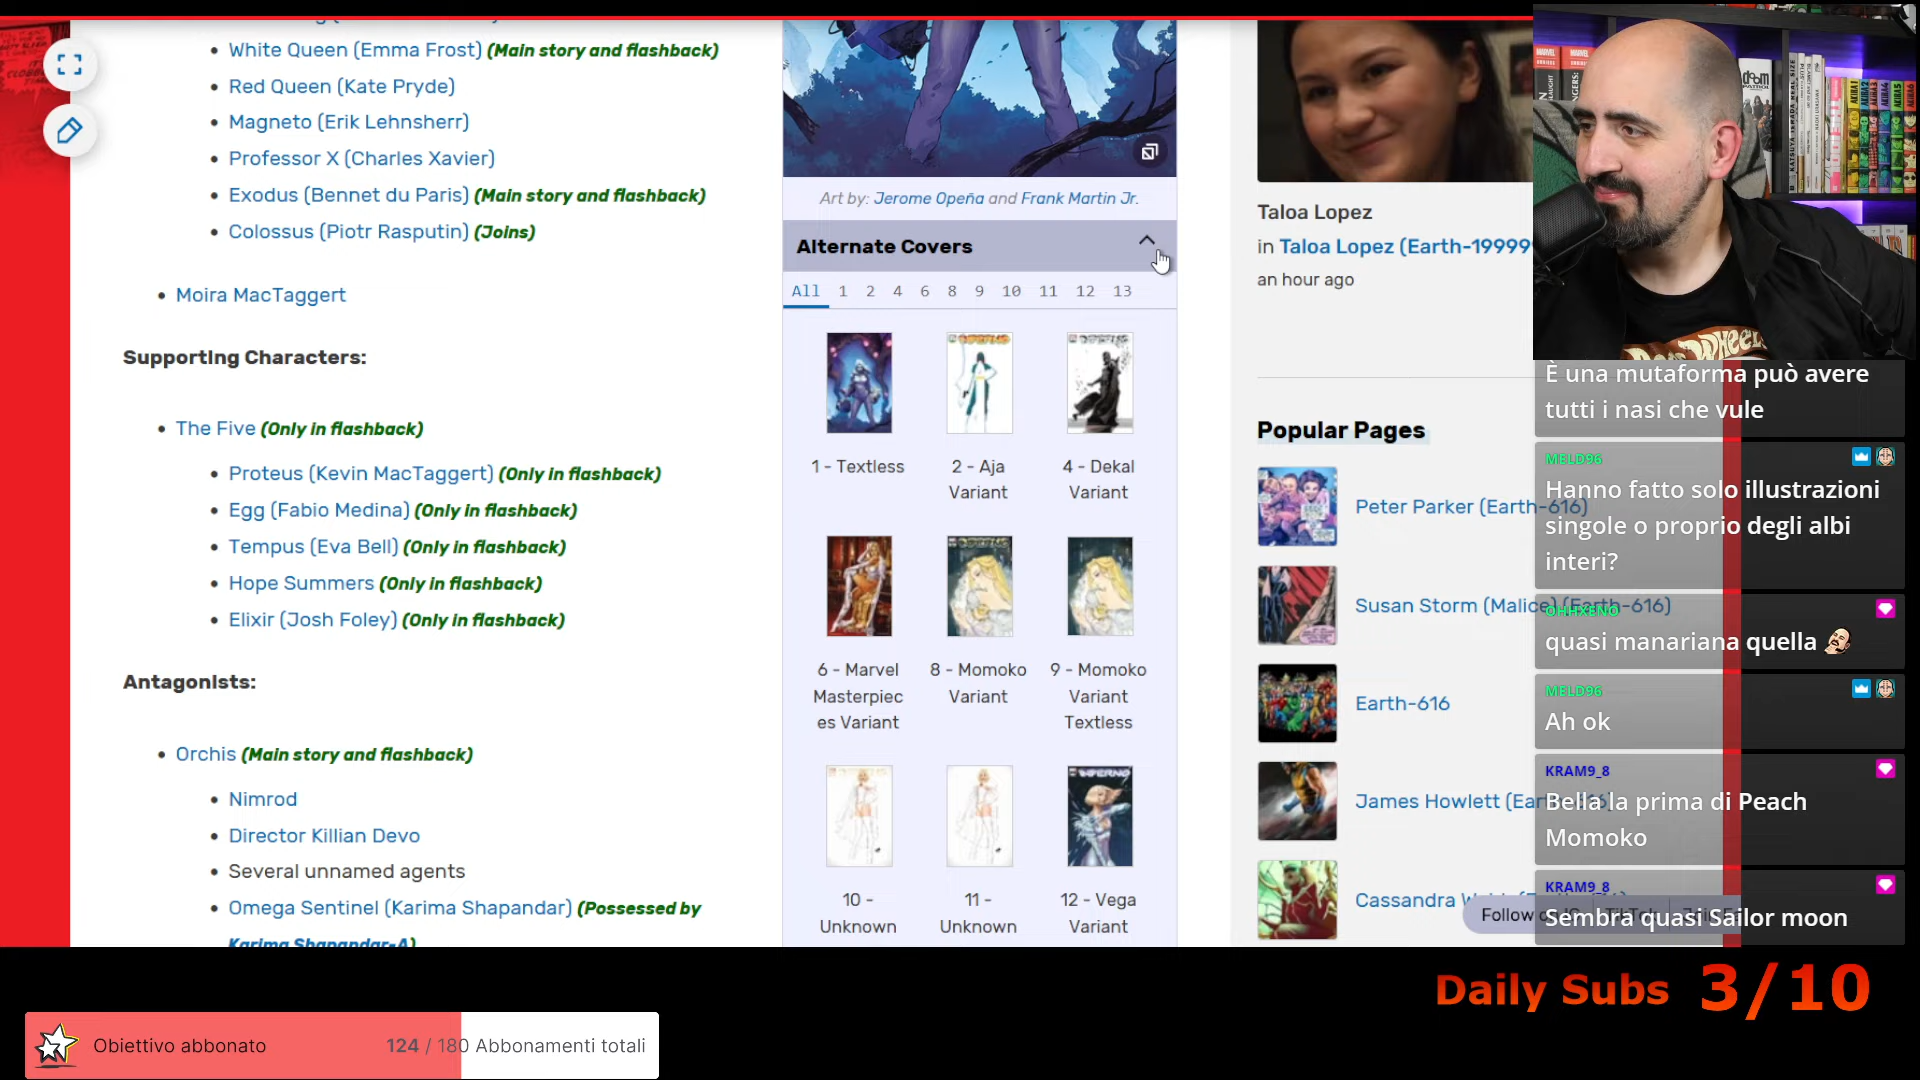 White Queen (Emma Frost) (Main story and flashback)
Red Queen (Kate Pryde)
Magneto (Erik Lehnsherr)
Professor X (Charles Xavier)
Exodus (Bennet du Paris) (Main story and flashback)
Colossus (Piotr Rasputin) (Joins)
Moira MacTaggert
Supporting Characters:
The Five (Only in flashback)
Proteus (Kevin MacTaggert) (Only in flashback)
Egg (Fabio Medina) (Only in flashback)
Tempus (Eva Bell) (Only in flashback)
Hope Summers (Only in flashback)
Elixir (Josh Foley) (Only in flashback)
Antagonists:
Orchis (Main story and flashback)
Nimrod
Director Killian Devo
Several unnamed agents
Omega Sentinel (Karima Shapandar) (Possessed by
Karima Shapandar-A)
Art by: Jerome Opeña and Frank Martin Jr.
Alternate Covers
All 1 2 4 6 8 9 10 11 12 13
1 - Textless
2 - Aja
Variant
4 - Dekal
Variant
6 - Marvel
Masterpiec
es Variant
8 - Momoko
Variant
9 - Momoko
Variant
Textless
10 -
Unknown
11 -
Unknown
12 - Vega
Variant
Taloa Lopez
in Taloa Lopez (Earth-19999
an hour ago
Popular Pages
Peter Parker (Earth-616)
Susan Storm (Malice) (Earth-616)
Earth-616
James Howlett (Ear
Cassandra
Follow
È una mutaforma può avere
tutti i nasi che vule
MELD96
Hanno fatto solo illustrazioni
singole o proprio degli albi
interi?
OHHXENO
quasi manariana quella
MELD96
Ah ok
KRAM9_8
Bella la prima di Peach
Momoko
KRAM9_8
Sembra quasi Sailor moon
Daily Subs 3/10
Obiettivo abbonato 124 / 180 Abbonamenti totali